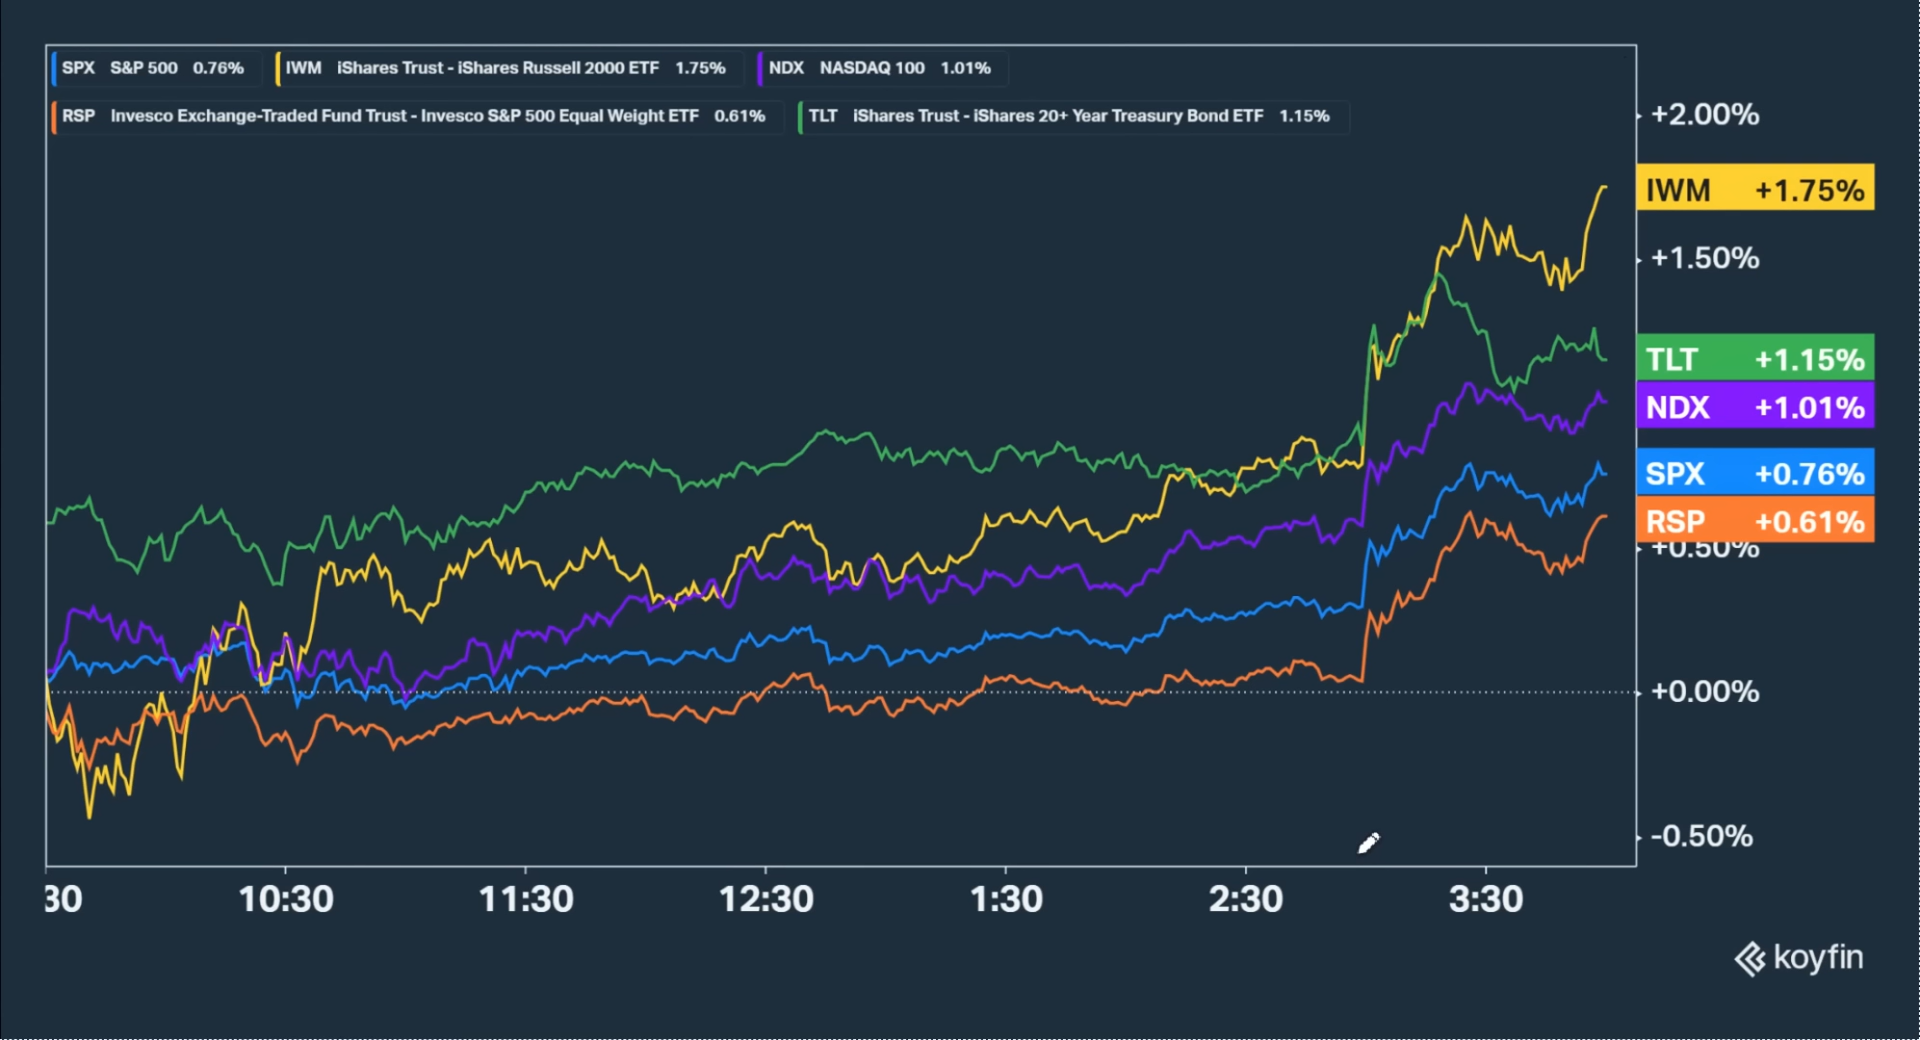 SPX S&P 500 0.76% IWM iShares Trust - iShares Russell 2000 ETF 1.75% NDX NASDAQ 100 1.01%
RSP Invesco Exchange-Traded Fund Trust - Invesco S&P 500 Equal Weight ETF 0.61% TLT iShares Trust - iShares 20+ Year Treasury Bond ETF 1.15%
+2.00%
IWM +1.75%
+1.50%
TLT +1.15%
NDX +1.01%
SPX +0.76%
RSP +0.61%
+0.50%
+0.00%
-0.50%
30 10:30 11:30 12:30 1:30 2:30 3:30
koyfin